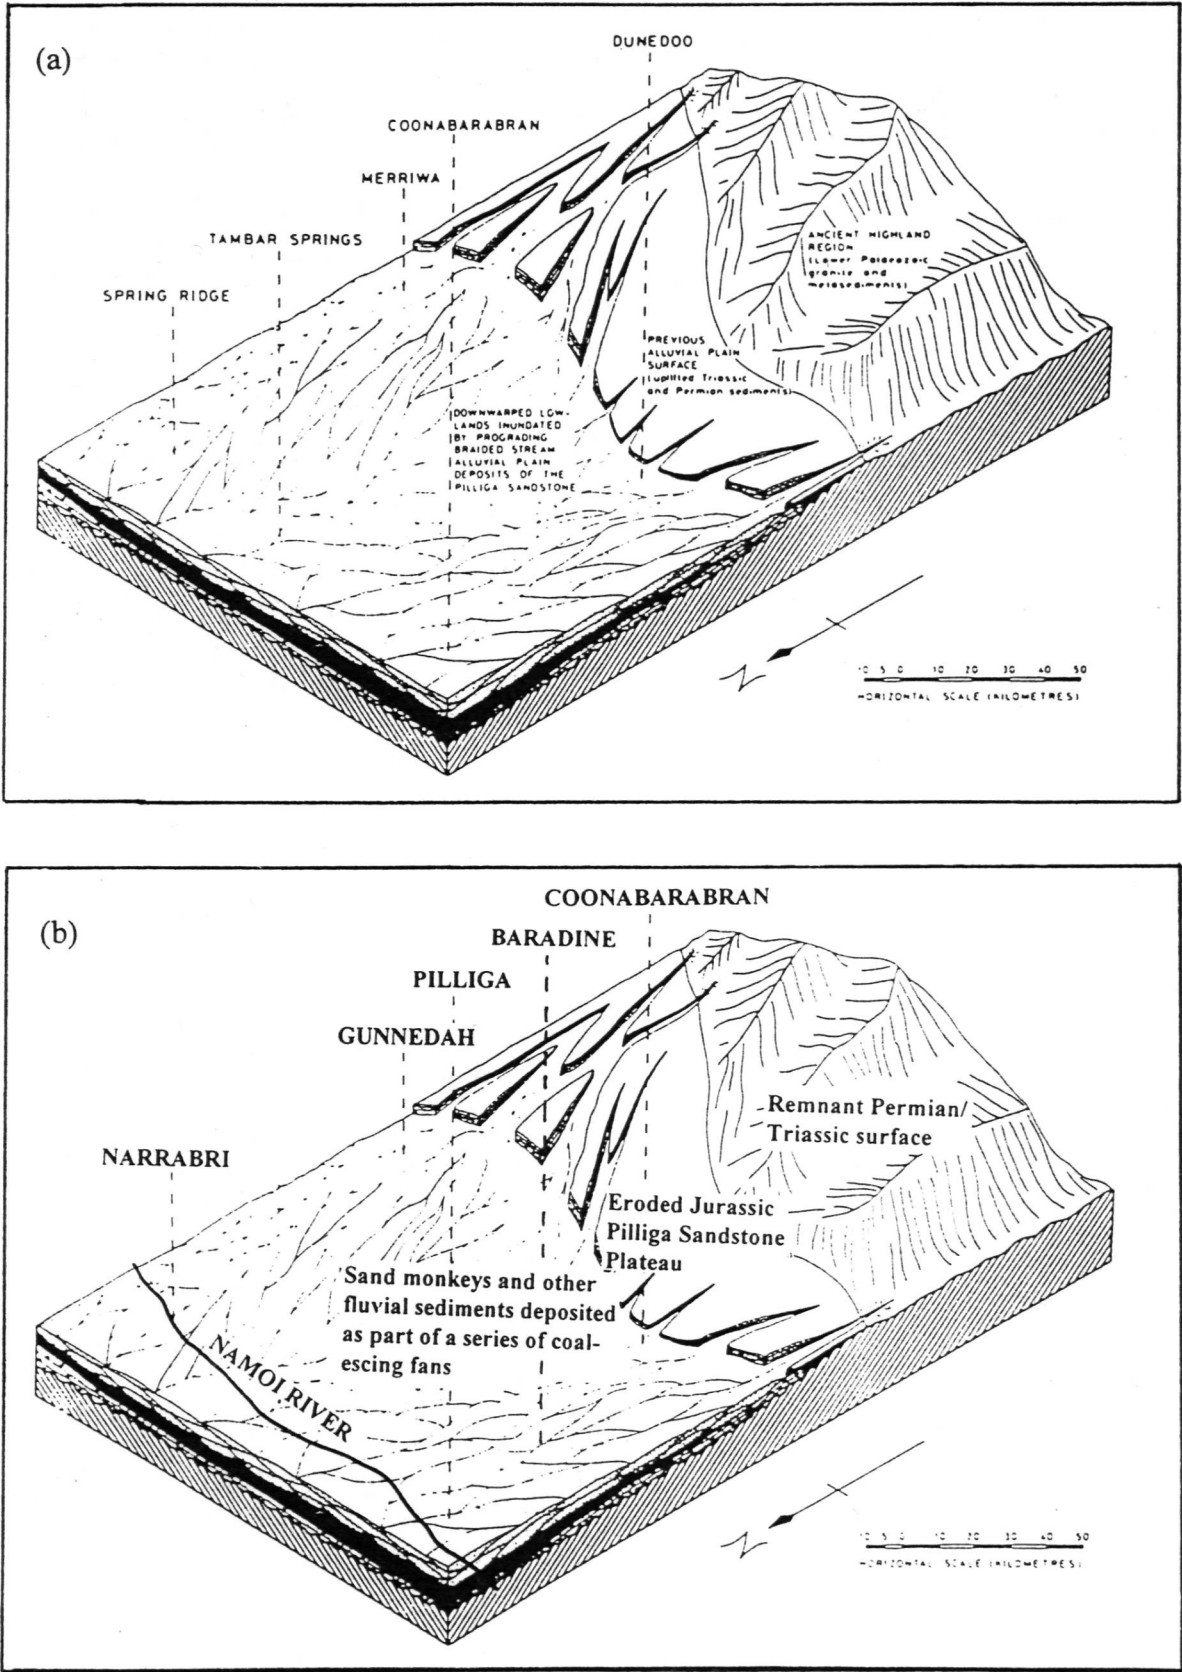 (a)
DUNEDOO
COONABARABRAN
MERRIWA
TAMBAR SPRINGS
SPRING RIDGE
ANCIENT HIGHLAND
REGION
(Lower Palaeozoic
granite and
metasediments)
PREVIOUS
ALLUVIAL PLAIN
SURFACE
(uplifted Triassic
and Permian sediments)
DOWNWARPED LOW-
LANDS INUNDATED
BY PROGRADING
BRAIDED STREAM
ALLUVIAL PLAIN
DEPOSITS OF THE
PILLIGA SANDSTONE
N
10 5 0 10 20 30 40 50
HORIZONTAL SCALE (KILOMETRES)
(b)
COONABARABRAN
BARADINE
PILLIGA
GUNNEDAH
NARRABRI
Remnant Permian/
Triassic surface
Eroded Jurassic
Pilliga Sandstone
Plateau
Sand monkeys and other
fluvial sediments deposited
as part of a series of coal-
escing fans
NAMOI RIVER
N
10 5 0 10 20 30 40 50
HORIZONTAL SCALE (KILOMETRES)